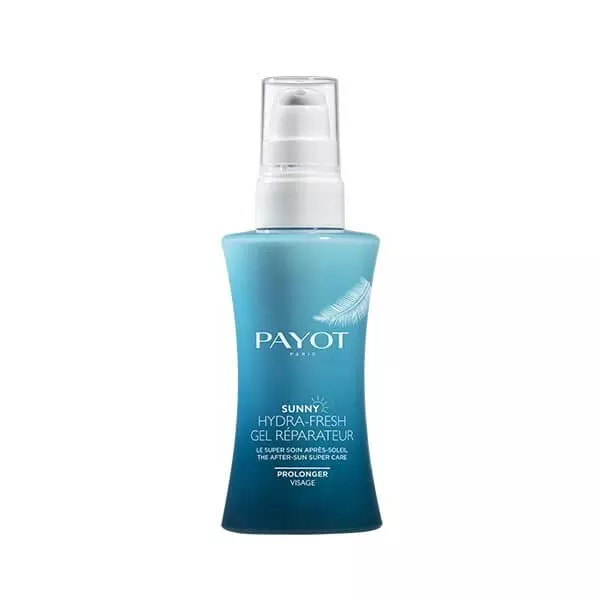 PAYOT
PARIS
SUNNY
HYDRA-FRESH
GEL RÉPARATEUR
LE SUPER SOIN APRÈS-SOLEIL
THE AFTER-SUN SUPER CARE
PROLONGER
VISAGE